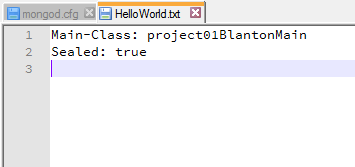 mongod.cfg HelloWorld.txt
1 Main-Class: project01BlantonMain
2 Sealed: true
3